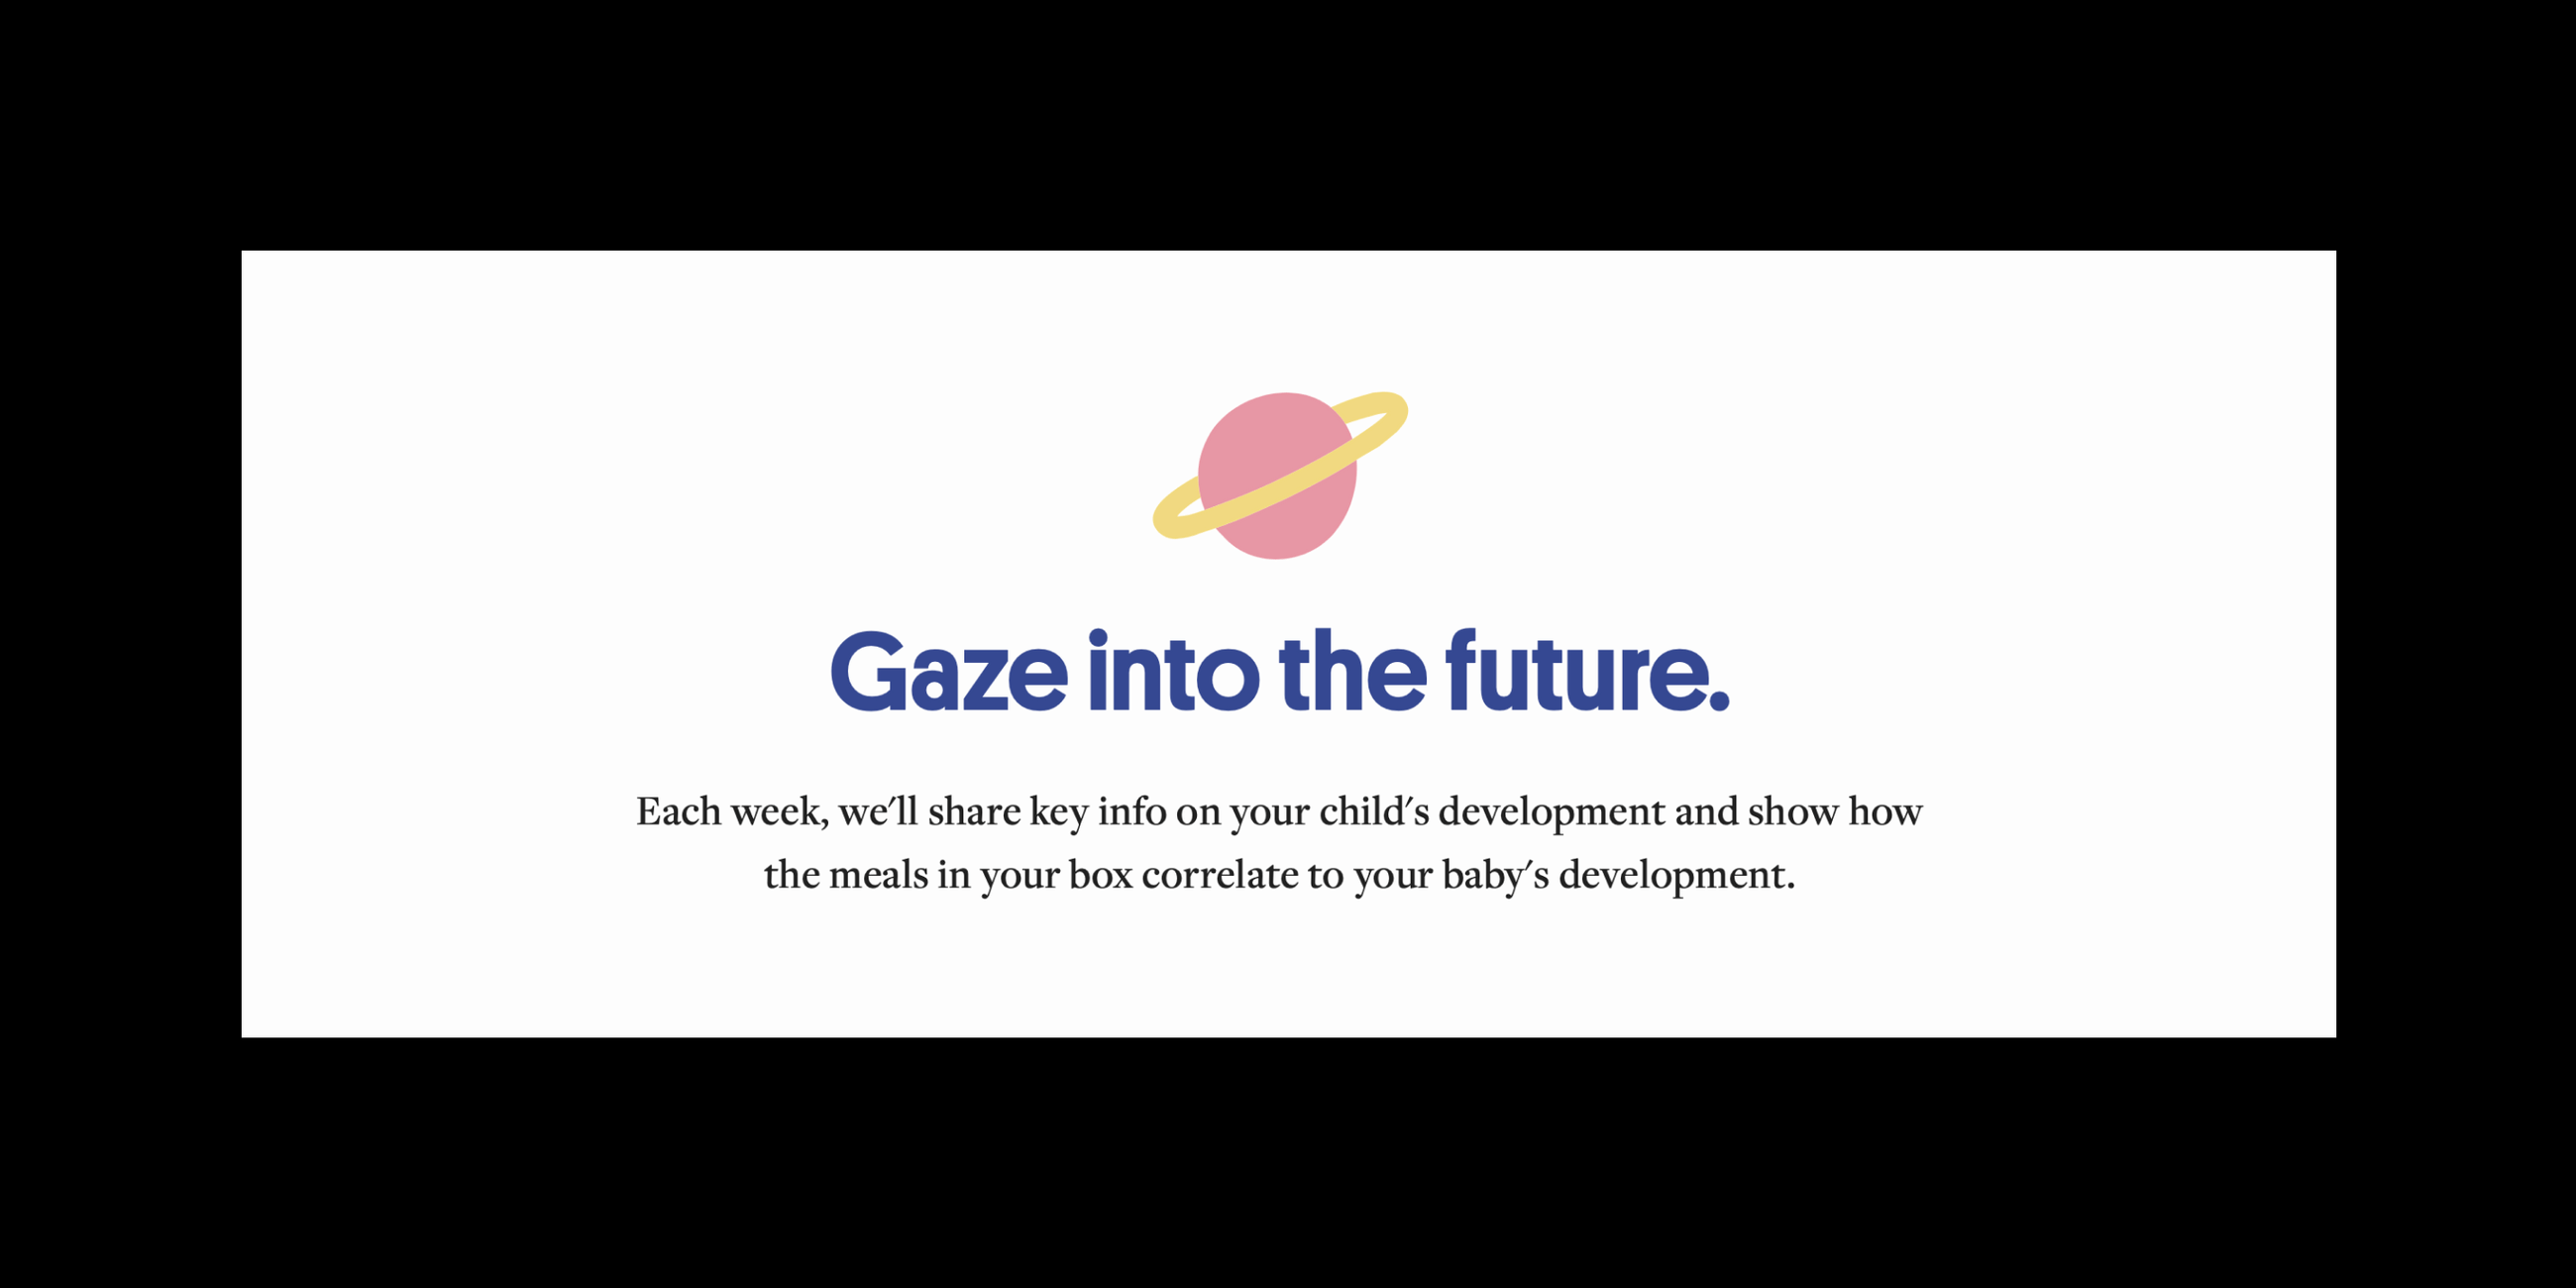 Gaze into the future.
Each week, we'll share key info on your child's development and show how
the meals in your box correlate to your baby's development.